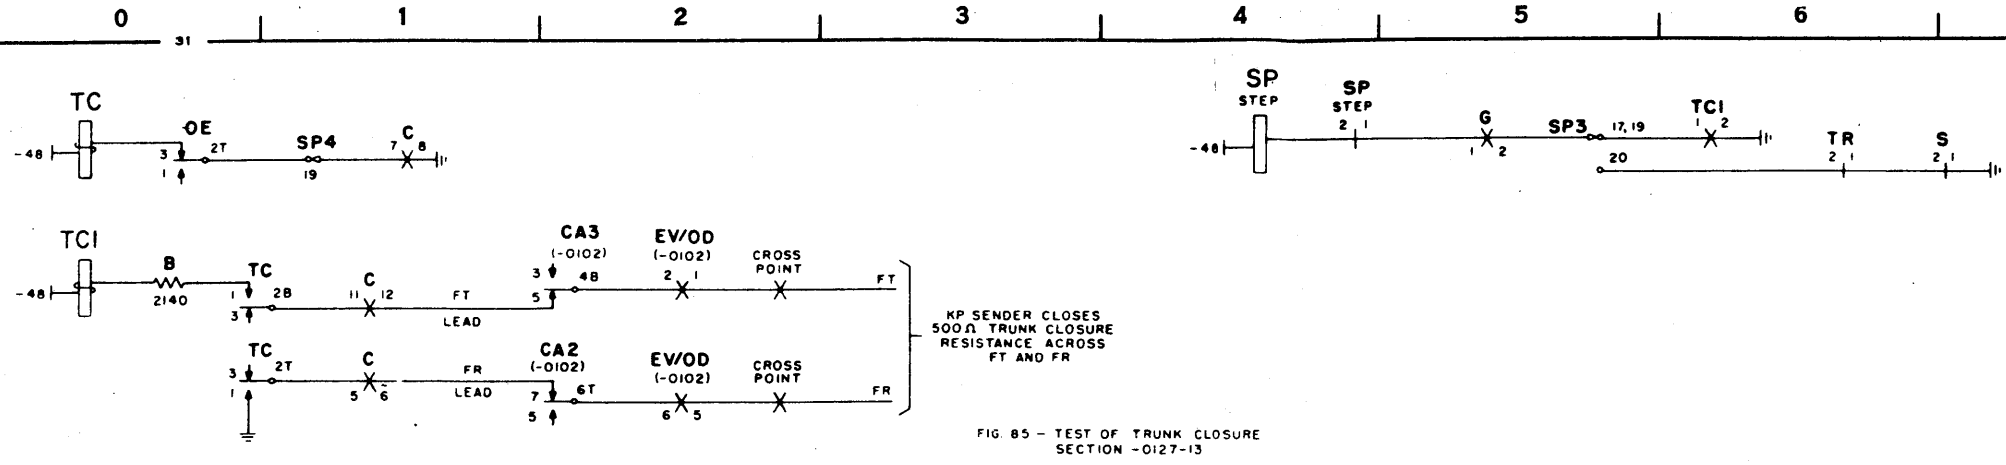 0 1 2 3 4 5 6
31
TC
-48
OE
3
1
2T
SP4
19
C
7 8
SP
STEP
-48
SP
STEP
2 1
G
1 2
SP3
17, 19
20
TC1
1 2
TR
2 1
S
2 1
TC1
-48
B
2140
TC
1
3
2B
C
11 12
FT
LEAD
CA3
(-0102)
3
5
4B
EV/OD
(-0102)
2 1
CROSS
POINT
FT
TC
3
1
2T
C
5 6
FR
LEAD
CA2
(-0102)
7
5
6T
EV/OD
(-0102)
6 5
CROSS
POINT
FR
KP SENDER CLOSES
500Ω TRUNK CLOSURE
RESISTANCE ACROSS
FT AND FR
FIG. 85 - TEST OF TRUNK CLOSURE
SECTION -0127-13